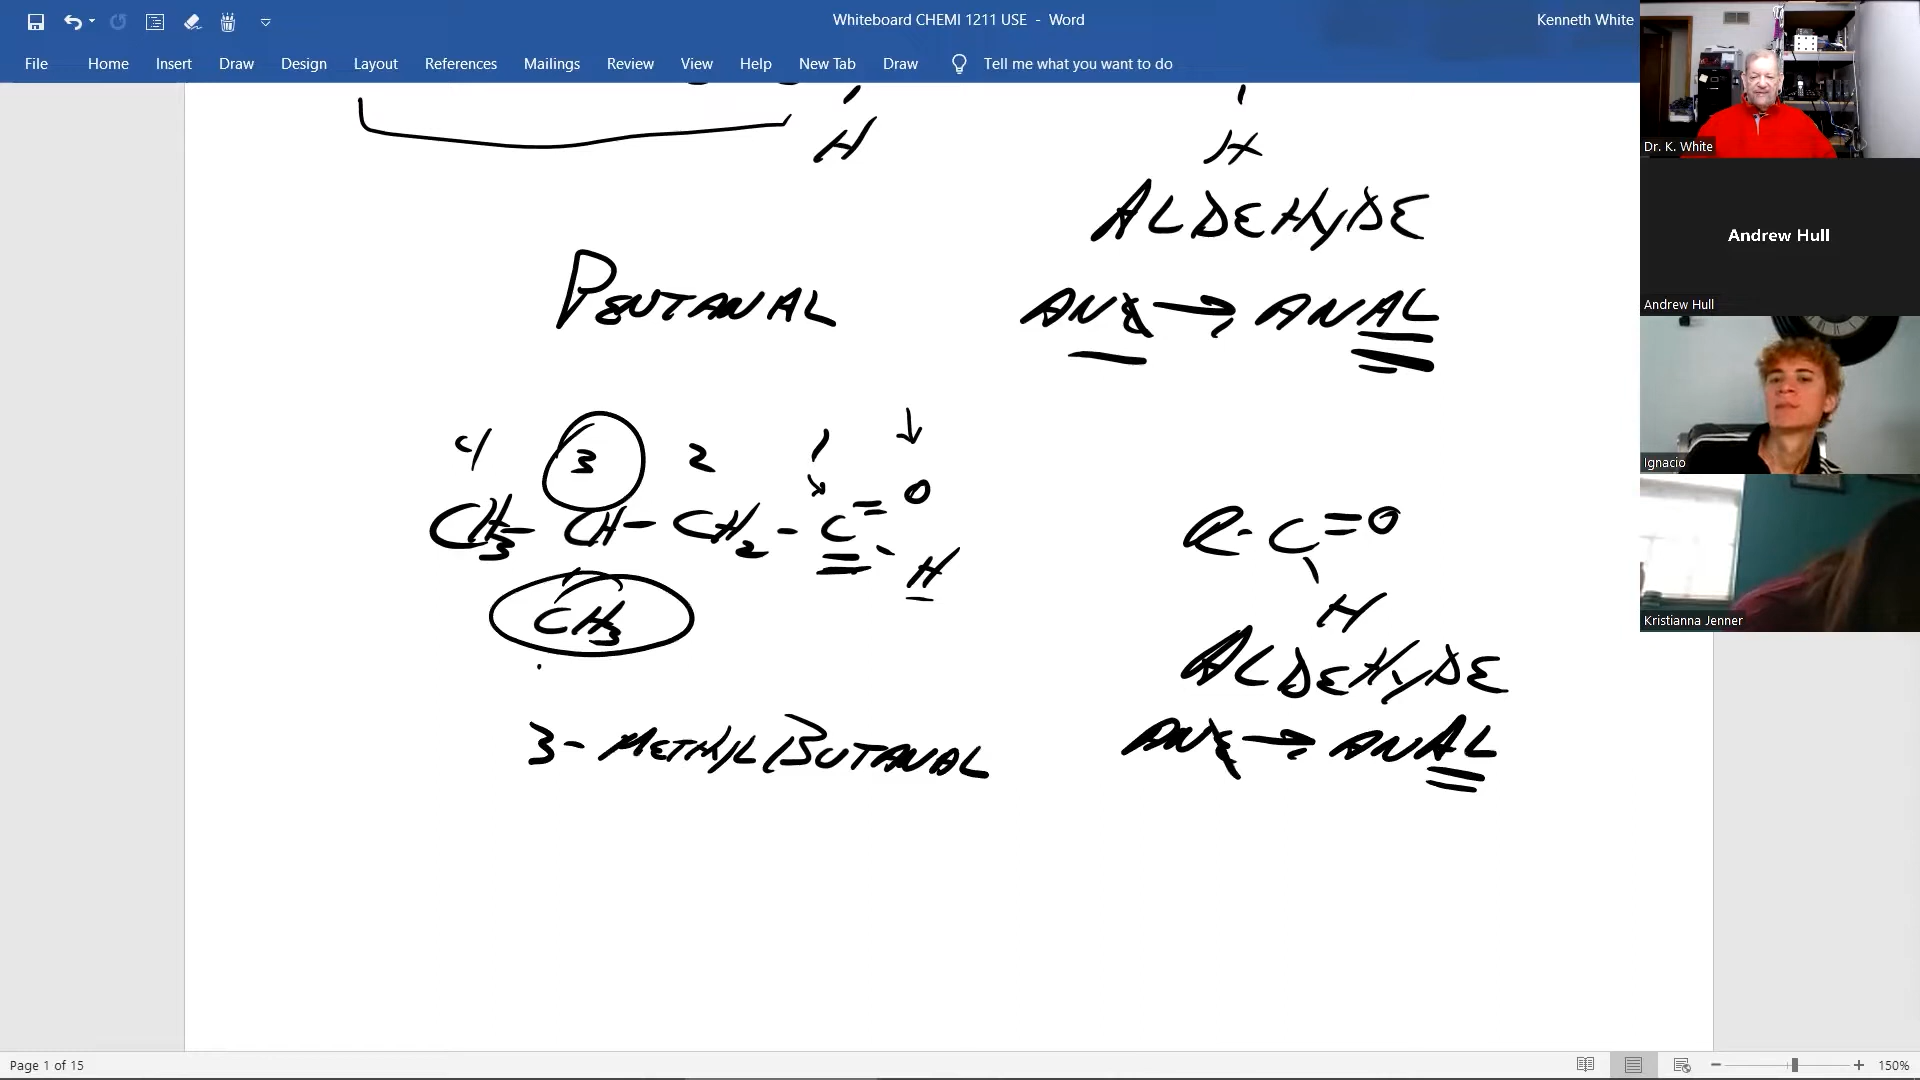 Whiteboard CHEMI 1211 USE - Word
Kenneth White
File Home Insert Draw Design Layout References Mailings Review View Help New Tab Draw Tell me what you want to do
Dr. K. White
Andrew Hull
Andrew Hull
Ignacio
Kristianna Jenner
H
H
ALDEHYDE
PENTANAL
ANE → ANAL
4 3 2 1
CH3 - CH - CH2 - C = O
H
CH3
3-METHYLBUTANAL
R - C = O
H
ALDEHYDE
ANE → ANAL
Page 1 of 15
150%